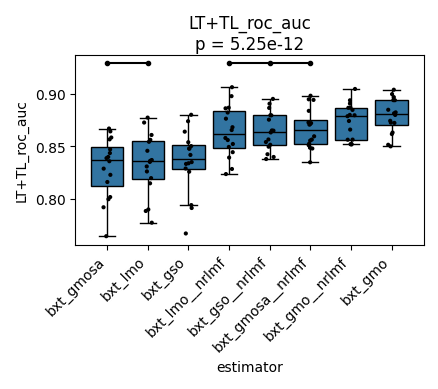 LT+TL_roc_auc
p = 5.25e-12
LT+TL_roc_auc
0.90
0.85
0.80
bxt_gmosa
bxt_lmo
bxt_gso
bxt_lmo__nrlmf
bxt_gso__nrlmf
bxt_gmosa__nrlmf
bxt_gmo__nrlmf
bxt_gmo
estimator